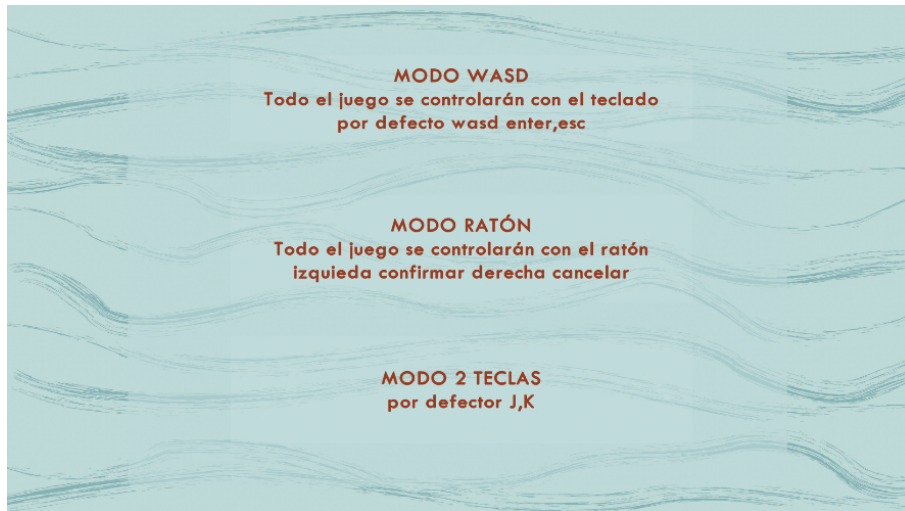 MODO WASD
Todo el juego se controlarán con el teclado
por defecto wasd enter,esc
MODO RATÓN
Todo el juego se controlarán con el ratón
izquieda confirmar derecha cancelar
MODO 2 TECLAS
por defector J,K